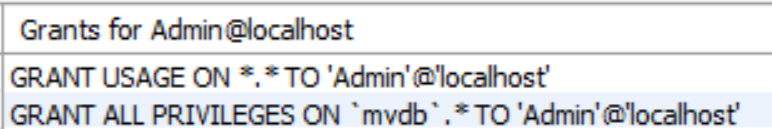 Grants for Admin@localhost
GRANT USAGE ON *.* TO 'Admin'@'localhost'
GRANT ALL PRIVILEGES ON `mvdb`.* TO 'Admin'@'localhost'